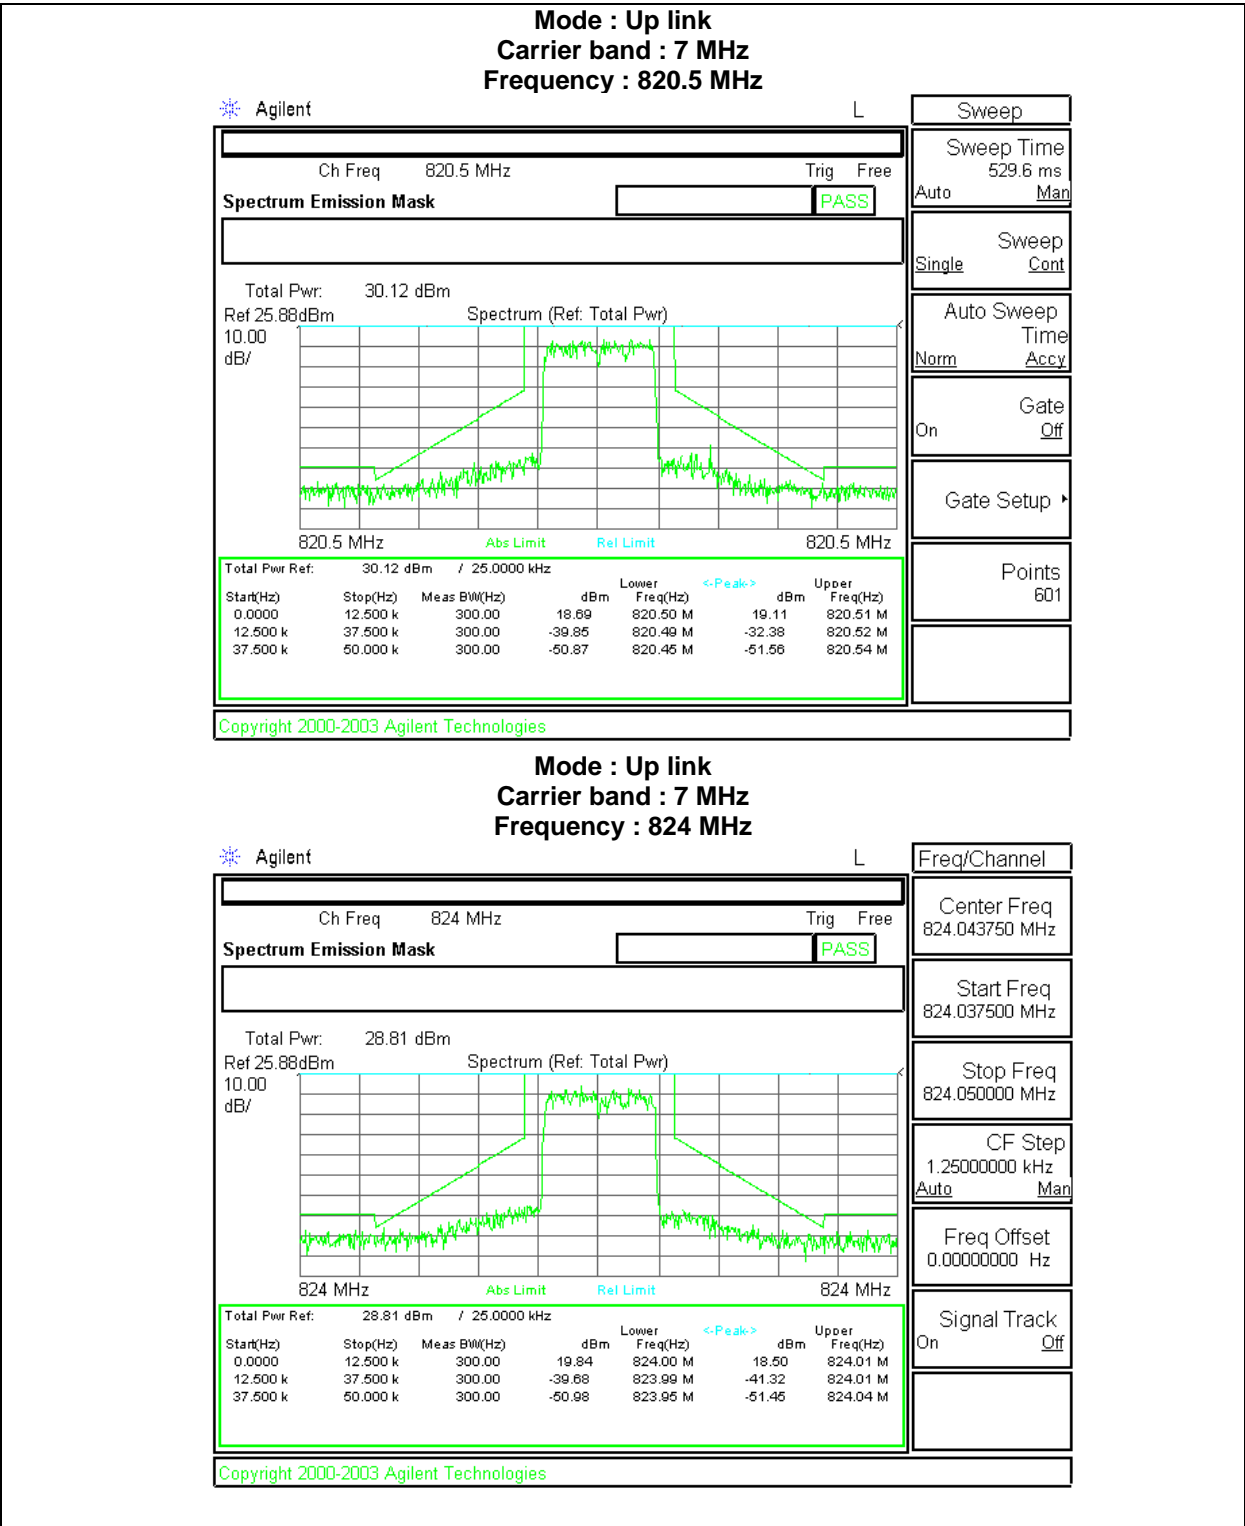 Mode : Up link
Carrier band : 7 MHz
Frequency : 820.5 MHz
Agilent L Sweep
Ch Freq 820.5 MHz Trig Free
Spectrum Emission Mask PASS
Sweep Time
529.6 ms
Auto Man
Sweep
Single Cont
Total Pwr: 30.12 dBm
Ref 25.88dBm Spectrum (Ref: Total Pwr)
10.00
dB/
Auto Sweep
Time
Norm Accy
Gate
On Off
Gate Setup
820.5 MHz Abs Limit Rel Limit 820.5 MHz
Points
601
Total Pwr Ref: 30.12 dBm / 25.0000 kHz
Lower <-Peak-> Upper
Start(Hz) Stop(Hz) Meas BW(Hz) dBm Freq(Hz) dBm Freq(Hz)
0.0000 12.500 k 300.00 18.69 820.50 M 19.11 820.51 M
12.500 k 37.500 k 300.00 -39.85 820.49 M -32.38 820.52 M
37.500 k 50.000 k 300.00 -50.87 820.45 M -51.56 820.54 M
Copyright 2000-2003 Agilent Technologies
Mode : Up link
Carrier band : 7 MHz
Frequency : 824 MHz
Agilent L Freq/Channel
Ch Freq 824 MHz Trig Free
Spectrum Emission Mask PASS
Center Freq
824.043750 MHz
Start Freq
824.037500 MHz
Total Pwr: 28.81 dBm
Ref 25.88dBm Spectrum (Ref: Total Pwr)
10.00
dB/
Stop Freq
824.050000 MHz
CF Step
1.25000000 kHz
Auto Man
Freq Offset
0.00000000 Hz
824 MHz Abs Limit Rel Limit 824 MHz
Signal Track
On Off
Total Pwr Ref: 28.81 dBm / 25.0000 kHz
Lower <-Peak-> Upper
Start(Hz) Stop(Hz) Meas BW(Hz) dBm Freq(Hz) dBm Freq(Hz)
0.0000 12.500 k 300.00 19.84 824.00 M 18.50 824.01 M
12.500 k 37.500 k 300.00 -39.68 823.99 M -41.32 824.01 M
37.500 k 50.000 k 300.00 -50.98 823.95 M -51.45 824.04 M
Copyright 2000-2003 Agilent Technologies